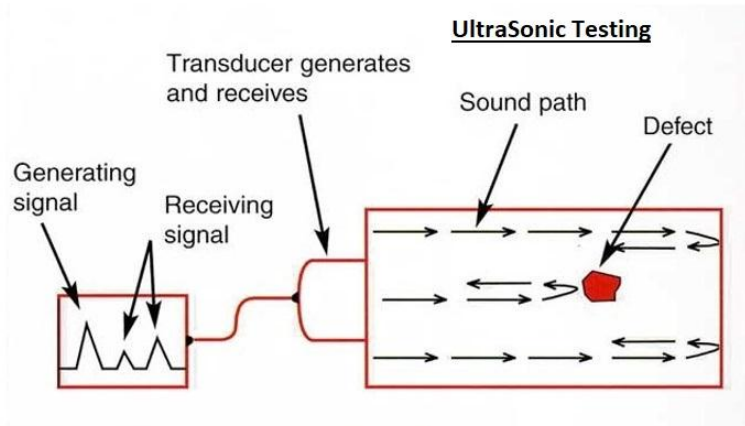 UltraSonic Testing
Transducer generates
and receives
Sound path
Defect
Generating
signal
Receiving
signal